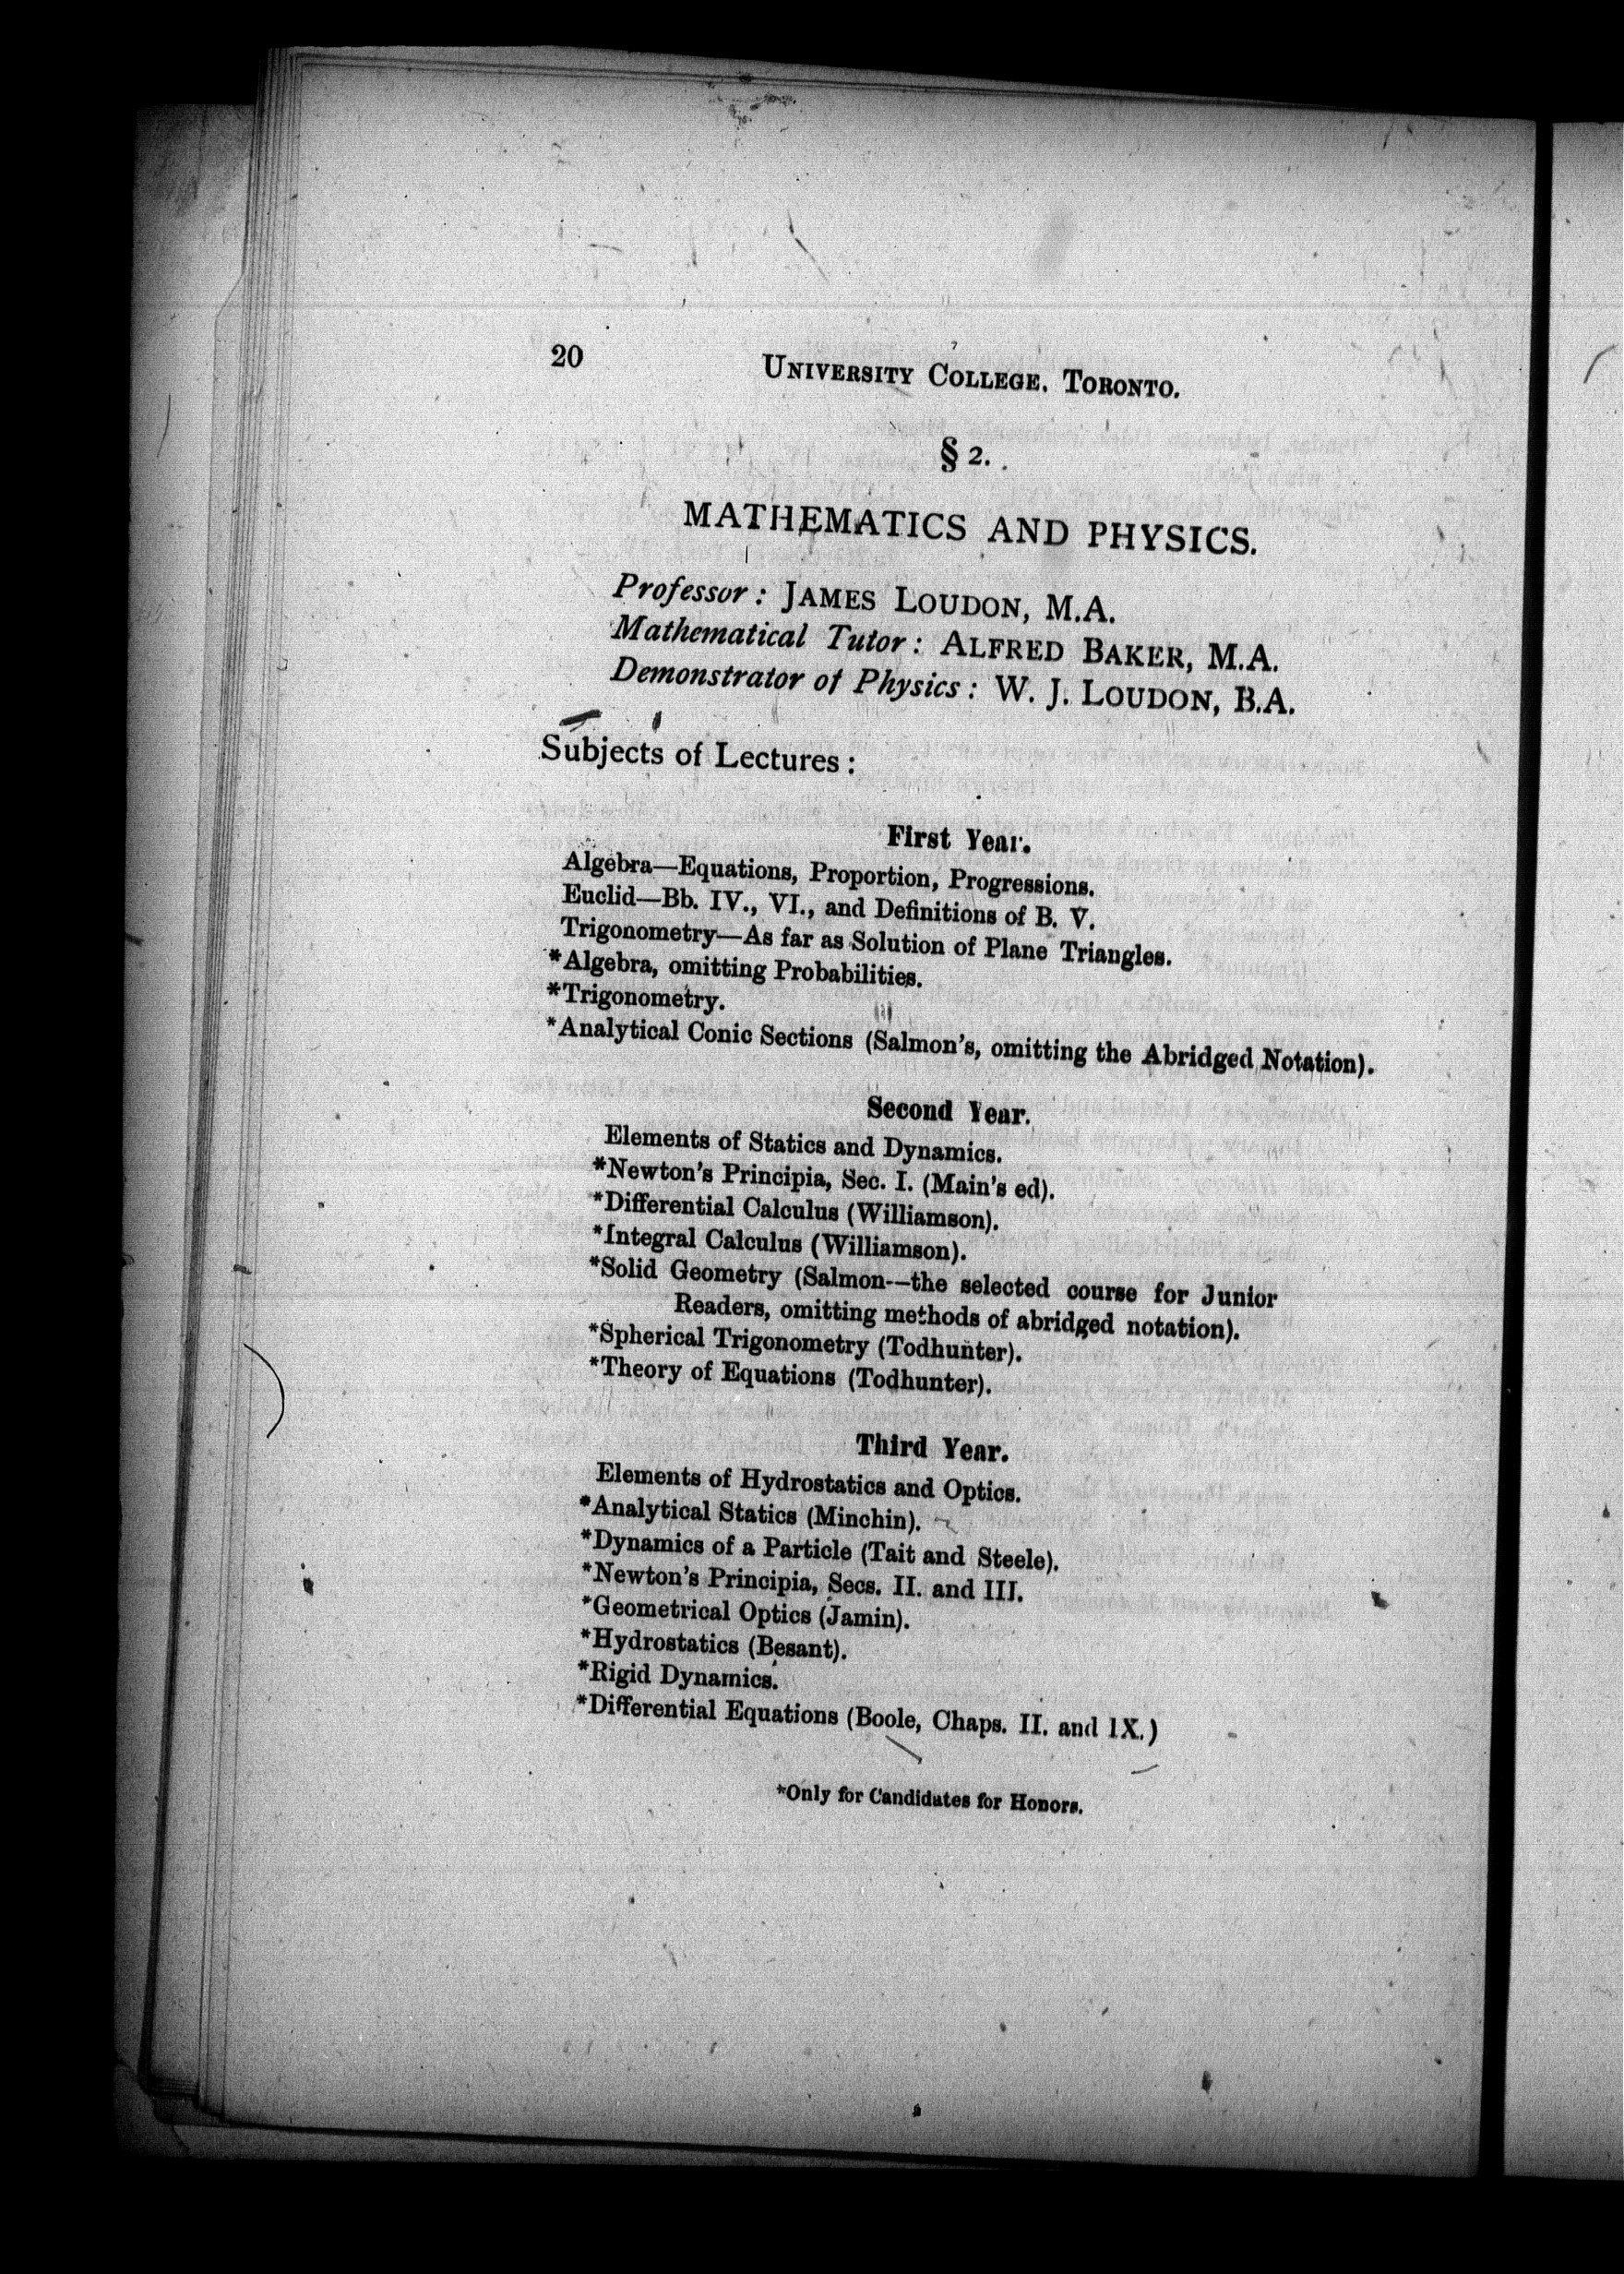 20
UNIVERSITY COLLEGE. TORONTO.
§ 2.
MATHEMATICS AND PHYSICS.
Professor: JAMES LOUDON, M.A.
Mathematical Tutor: ALFRED BAKER, M.A.
Demonstrator of Physics: W. J. LOUDON, B.A.
Subjects of Lectures:
First Year.
Algebra—Equations, Proportion, Progressions.
Euclid—Bb. IV., VI., and Definitions of B. V.
Trigonometry—As far as Solution of Plane Triangles.
*Algebra, omitting Probabilities.
*Trigonometry.
*Analytical Conic Sections (Salmon's, omitting the Abridged Notation).
Second Year.
Elements of Statics and Dynamics.
*Newton's Principia, Sec. I. (Main's ed).
*Differential Calculus (Williamson).
*Integral Calculus (Williamson).
*Solid Geometry (Salmon—the selected course for Junior
Readers, omitting methods of abridged notation).
*Spherical Trigonometry (Todhunter).
*Theory of Equations (Todhunter).
Third Year.
Elements of Hydrostatics and Optics.
*Analytical Statics (Minchin).
*Dynamics of a Particle (Tait and Steele).
*Newton's Principia, Secs. II. and III.
*Geometrical Optics (Jamin).
*Hydrostatics (Besant).
*Rigid Dynamics.
*Differential Equations (Boole, Chaps. II. and IX.)
*Only for Candidates for Honors.